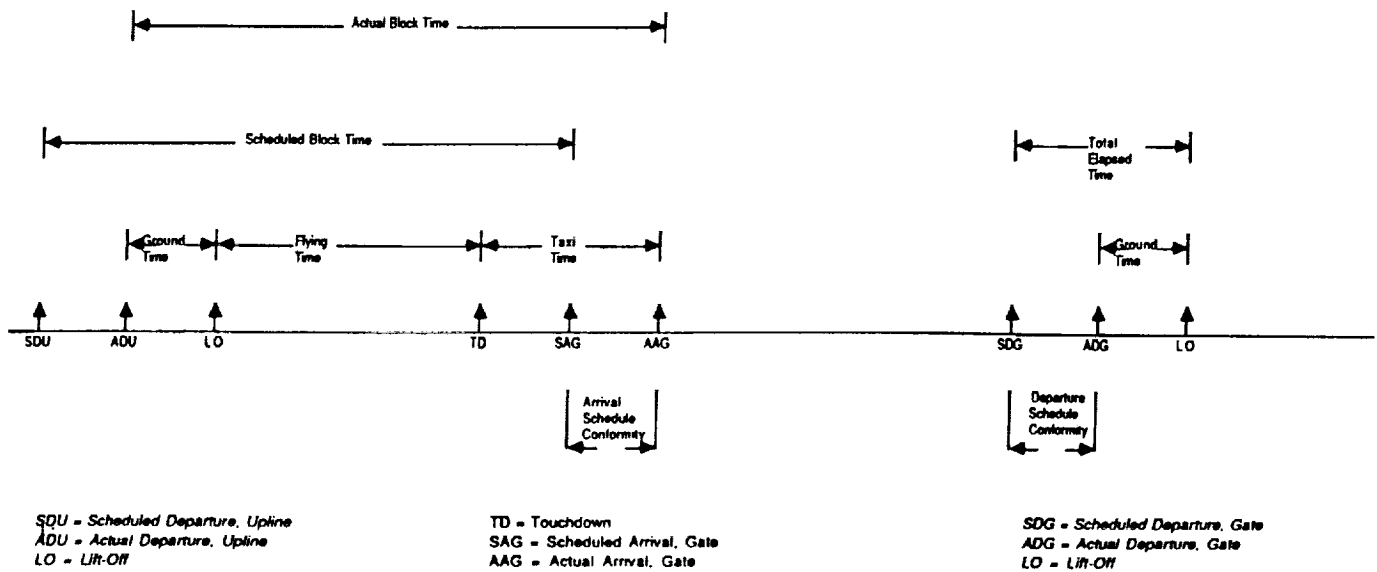 Actual Block Time
Scheduled Block Time
Total
Elapsed
Time
Ground
Time
Flying
Time
Taxi
Time
Ground
Time
SDU ADU LO TD SAG AAG SDG ADG LO
Arrival
Schedule
Conformity
Departure
Schedule
Conformity
SDU = Scheduled Departure, Upline
ADU = Actual Departure, Upline
LO = Lift-Off
TD = Touchdown
SAG = Scheduled Arrival, Gate
AAG = Actual Arrival, Gate
SDG = Scheduled Departure, Gate
ADG = Actual Departure, Gate
LO = Lift-Off